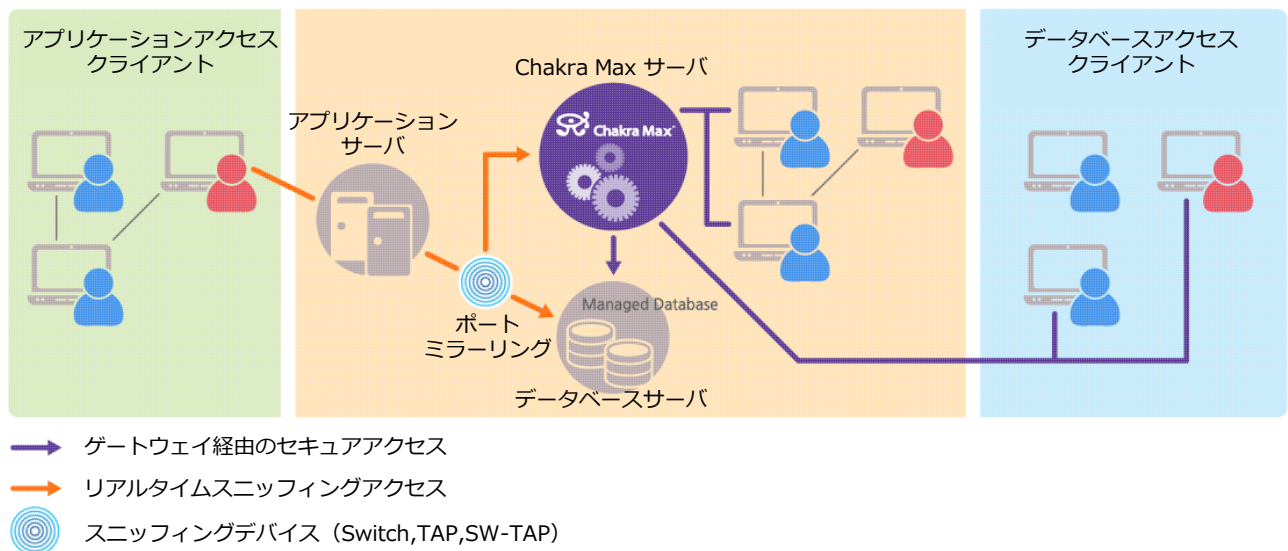 アプリケーションアクセス
クライアント
データベースアクセス
クライアント
Chakra Max サーバ
アプリケーション
サーバ
Chakra Max™
Managed Database
ポート
ミラーリング
データベースサーバ
ゲートウェイ経由のセキュアアクセス
リアルタイムスニッフィングアクセス
スニッフィングデバイス（Switch,TAP,SW-TAP）